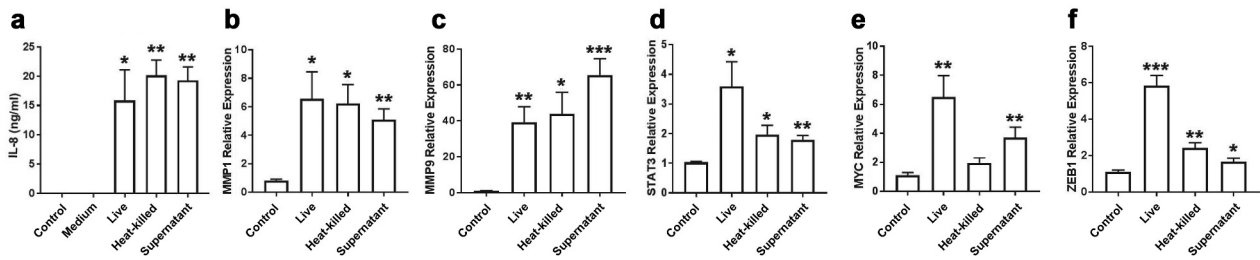 a
IL-8 (ng/ml)
25
20
15
10
5
0
*
**
**
Control
Medium
Live
Heat-killed
Supernatant
b
MMP1 Relative Expression
10
8
6
4
2
0
*
*
**
Control
Live
Heat-killed
Supernatant
c
MMP9 Relative Expression
80
60
40
20
0
**
*
***
Control
Live
Heat-killed
Supernatant
d
STAT3 Relative Expression
5
4
3
2
1
0
*
*
**
Control
Live
Heat-killed
Supernatant
e
MYC Relative Expression
10
8
6
4
2
0
**
**
Control
Live
Heat-killed
Supernatant
f
ZEB1 Relative Expression
8
6
4
2
0
***
**
*
Control
Live
Heat-killed
Supernatant